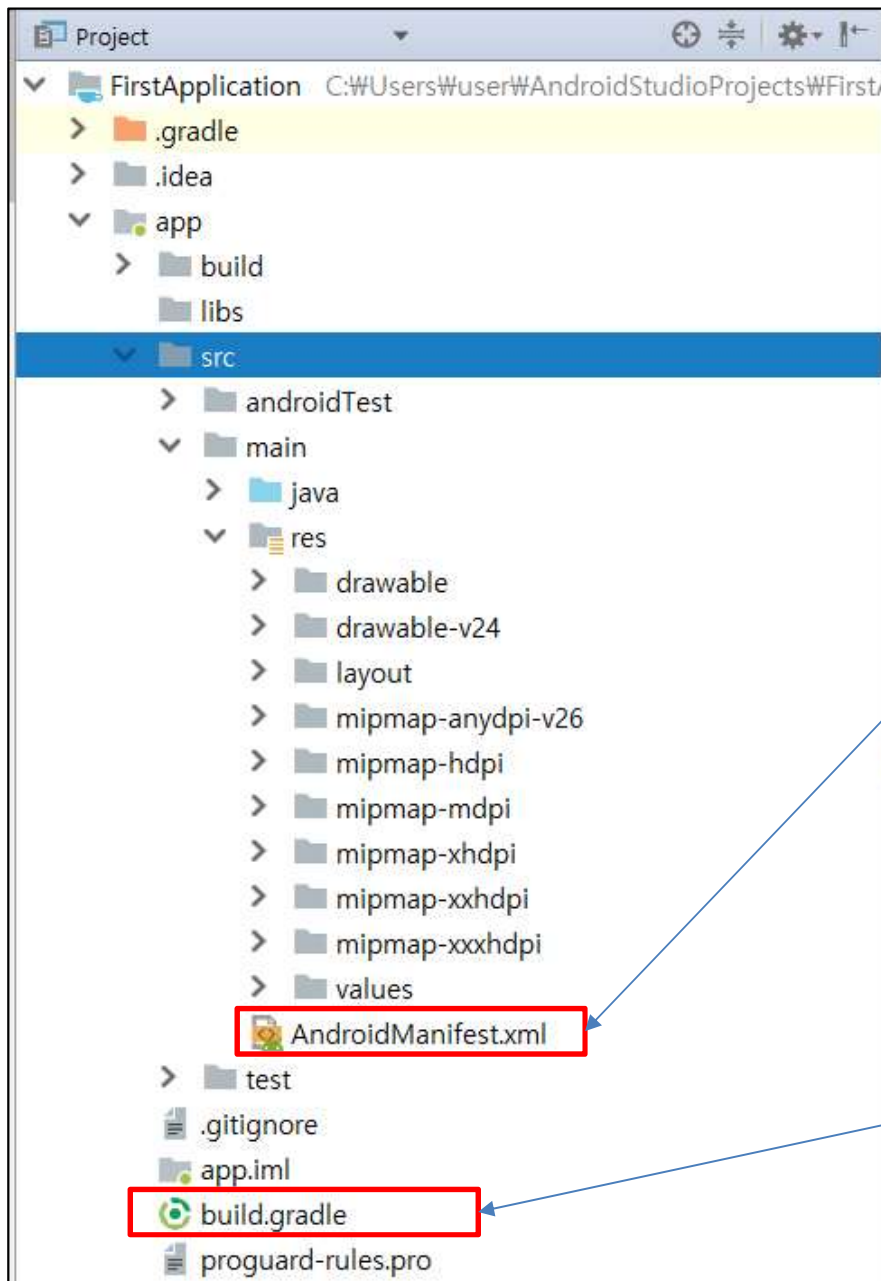 Project
FirstApplication C:₩Users₩user₩AndroidStudioProjects₩First
.gradle
.idea
app
build
libs
src
androidTest
main
java
res
drawable
drawable-v24
layout
mipmap-anydpi-v26
mipmap-hdpi
mipmap-mdpi
mipmap-xhdpi
mipmap-xxhdpi
mipmap-xxxhdpi
values
AndroidManifest.xml
test
.gitignore
app.iml
build.gradle
proguard-rules.pro